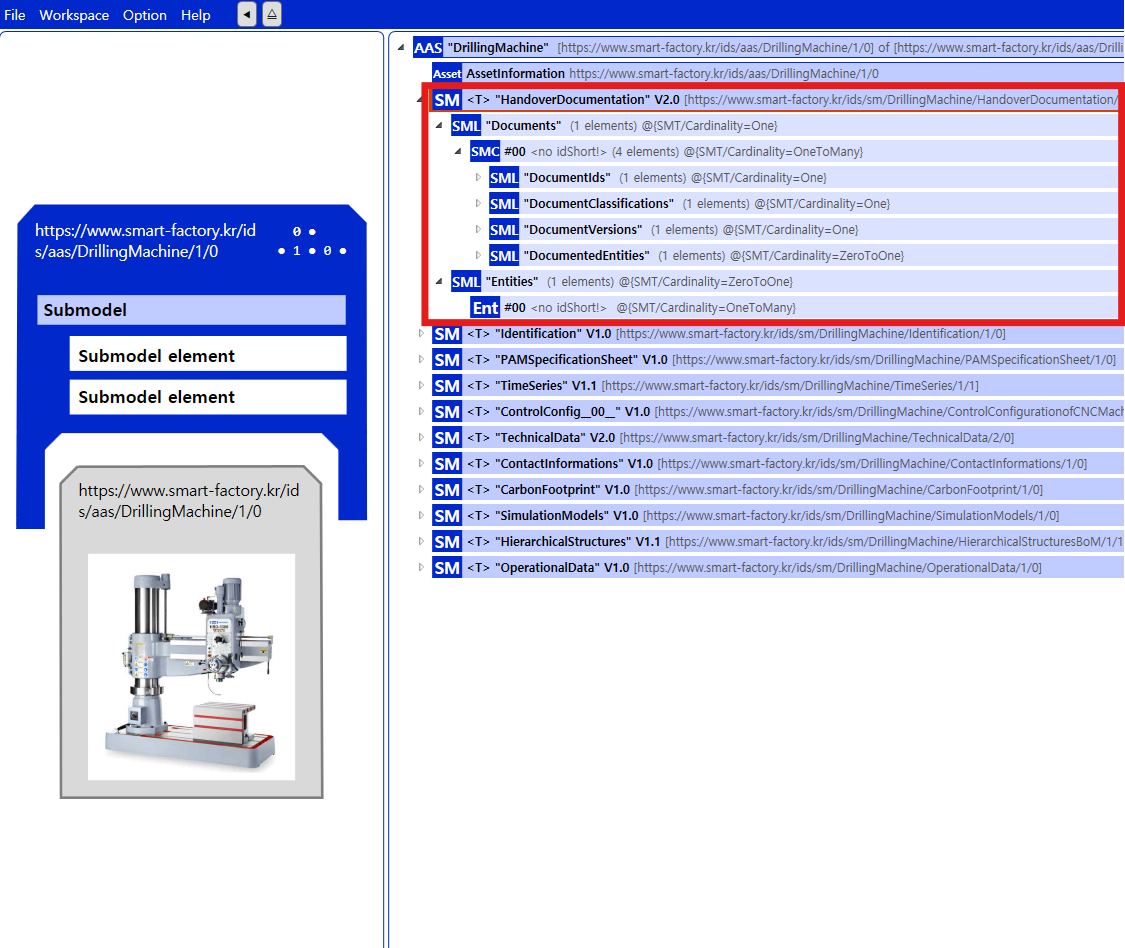 File Workspace Option Help
https://www.smart-factory.kr/id
s/aas/DrillingMachine/1/0
0
1 0
Submodel
Submodel element
Submodel element
https://www.smart-factory.kr/id
s/aas/DrillingMachine/1/0
AAS "DrillingMachine" [https://www.smart-factory.kr/ids/aas/DrillingMachine/1/0] of [https://www.smart-factory.kr/ids/aas/Drilli
Asset AssetInformation https://www.smart-factory.kr/ids/aas/DrillingMachine/1/0
SM <T> "HandoverDocumentation" V2.0 [https://www.smart-factory.kr/ids/sm/DrillingMachine/HandoverDocumentation/
SML "Documents" (1 elements) @{SMT/Cardinality=One}
SMC #00 <no idShort!> (4 elements) @{SMT/Cardinality=OneToMany}
SML "DocumentIds" (1 elements) @{SMT/Cardinality=One}
SML "DocumentClassifications" (1 elements) @{SMT/Cardinality=One}
SML "DocumentVersions" (1 elements) @{SMT/Cardinality=One}
SML "DocumentedEntities" (1 elements) @{SMT/Cardinality=ZeroToOne}
SML "Entities" (1 elements) @{SMT/Cardinality=ZeroToOne}
Ent #00 <no idShort!> @{SMT/Cardinality=OneToMany}
SM <T> "Identification" V1.0 [https://www.smart-factory.kr/ids/sm/DrillingMachine/Identification/1/0]
SM <T> "PAMSpecificationSheet" V1.0 [https://www.smart-factory.kr/ids/sm/DrillingMachine/PAMSpecificationSheet/1/0]
SM <T> "TimeSeries" V1.1 [https://www.smart-factory.kr/ids/sm/DrillingMachine/TimeSeries/1/1]
SM <T> "ControlConfig__00__" V1.0 [https://www.smart-factory.kr/ids/sm/DrillingMachine/ControlConfigurationofCNCMach
SM <T> "TechnicalData" V2.0 [https://www.smart-factory.kr/ids/sm/DrillingMachine/TechnicalData/2/0]
SM <T> "ContactInformations" V1.0 [https://www.smart-factory.kr/ids/sm/DrillingMachine/ContactInformations/1/0]
SM <T> "CarbonFootprint" V1.0 [https://www.smart-factory.kr/ids/sm/DrillingMachine/CarbonFootprint/1/0]
SM <T> "SimulationModels" V1.0 [https://www.smart-factory.kr/ids/sm/DrillingMachine/SimulationModels/1/0]
SM <T> "HierarchicalStructures" V1.1 [https://www.smart-factory.kr/ids/sm/DrillingMachine/HierarchicalStructuresBoM/1/1
SM <T> "OperationalData" V1.0 [https://www.smart-factory.kr/ids/sm/DrillingMachine/OperationalData/1/0]